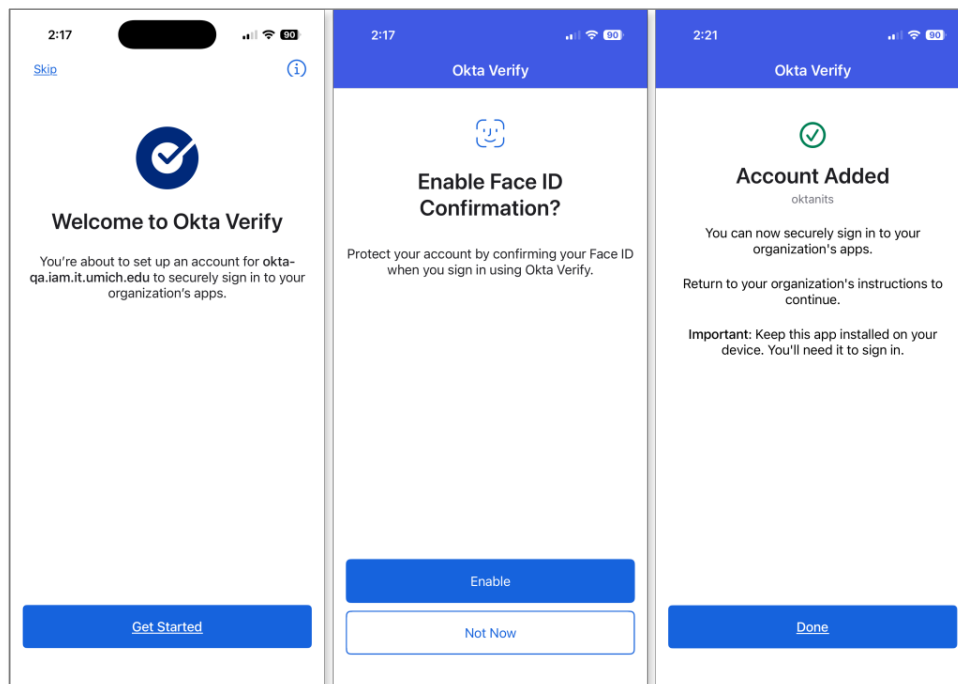 2:17
90
Skip
Welcome to Okta Verify
You're about to set up an account for okta-
qa.iam.it.umich.edu to securely sign in to your
organization's apps.
Get Started
2:17
90
Okta Verify
Enable Face ID
Confirmation?
Protect your account by confirming your Face ID
when you sign in using Okta Verify.
Enable
Not Now
2:21
90
Okta Verify
Account Added
oktanits
You can now securely sign in to your
organization's apps.
Return to your organization's instructions to
continue.
Important: Keep this app installed on your
device. You'll need it to sign in.
Done